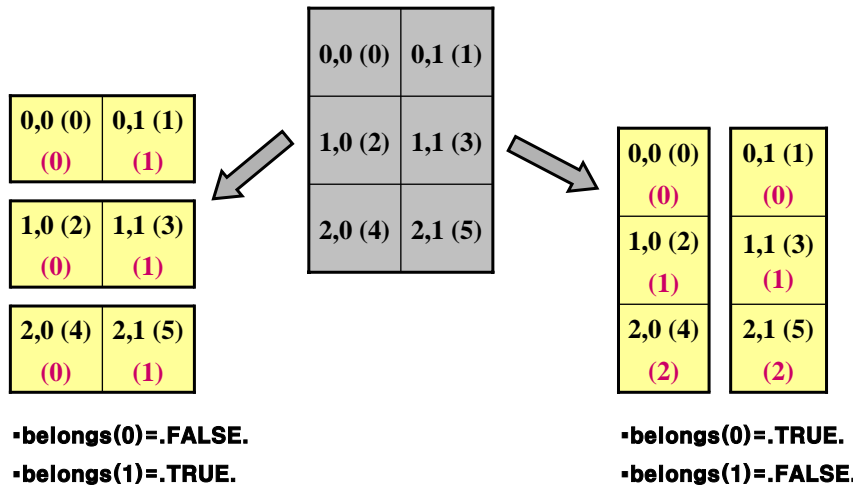 0,0 (0) 0,1 (1)
1,0 (2) 1,1 (3)
2,0 (4) 2,1 (5)
0,0 (0) 0,1 (1)
(0) (1)
1,0 (2) 1,1 (3)
(0) (1)
2,0 (4) 2,1 (5)
(0) (1)
▪belongs(0)=.FALSE.
▪belongs(1)=.TRUE.
0,0 (0) 0,1 (1)
(0) (0)
1,0 (2) 1,1 (3)
(1) (1)
2,0 (4) 2,1 (5)
(2) (2)
▪belongs(0)=.TRUE.
▪belongs(1)=.FALSE.